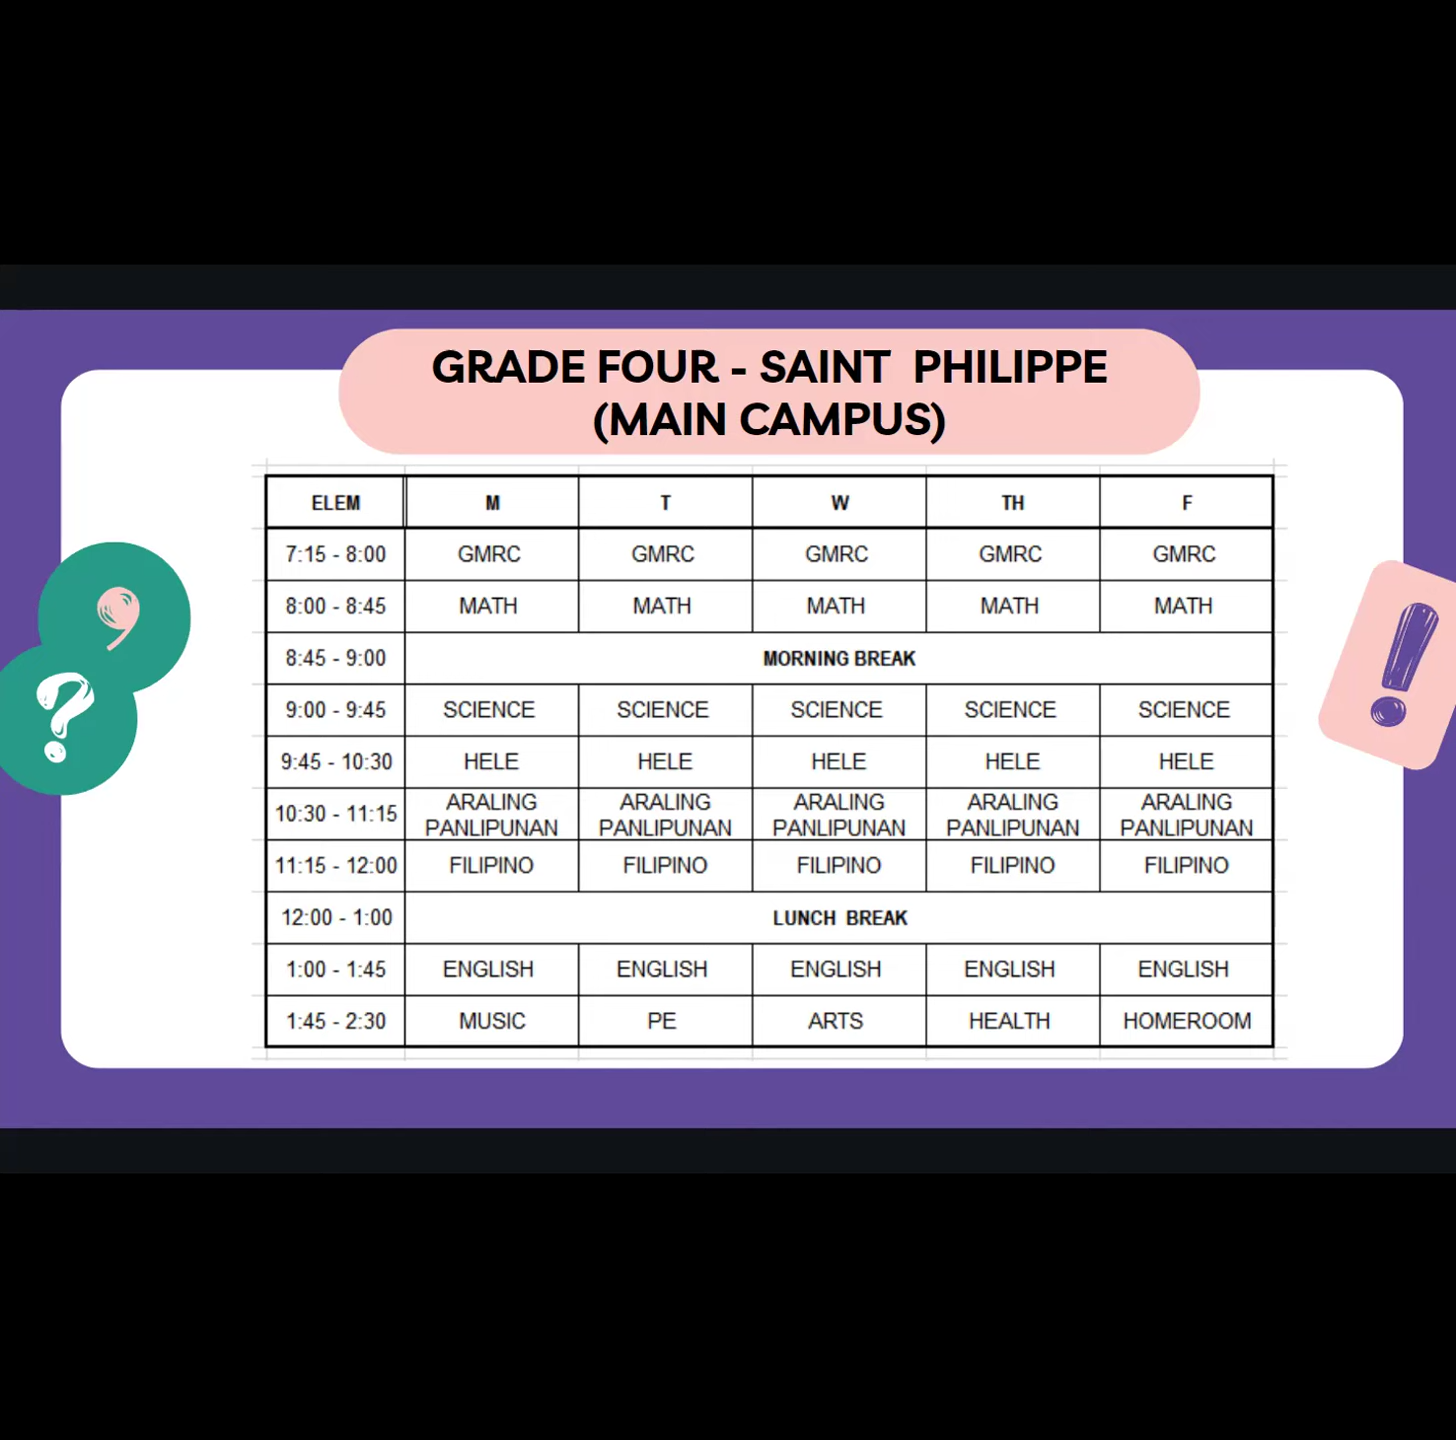 GRADE FOUR - SAINT PHILIPPE
(MAIN CAMPUS)
ELEM M T W TH F
7:15 - 8:00 GMRC GMRC GMRC GMRC GMRC
8:00 - 8:45 MATH MATH MATH MATH MATH
8:45 - 9:00 MORNING BREAK
9:00 - 9:45 SCIENCE SCIENCE SCIENCE SCIENCE SCIENCE
9:45 - 10:30 HELE HELE HELE HELE HELE
10:30 - 11:15 ARALING PANLIPUNAN ARALING PANLIPUNAN ARALING PANLIPUNAN ARALING PANLIPUNAN ARALING PANLIPUNAN
11:15 - 12:00 FILIPINO FILIPINO FILIPINO FILIPINO FILIPINO
12:00 - 1:00 LUNCH BREAK
1:00 - 1:45 ENGLISH ENGLISH ENGLISH ENGLISH ENGLISH
1:45 - 2:30 MUSIC PE ARTS HEALTH HOMEROOM
,
?
!